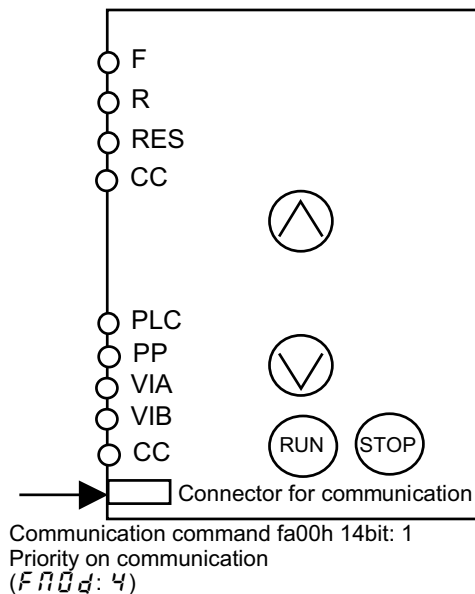 F
R
RES
CC
PLC
PP
VIA
VIB
CC
RUN STOP
Connector for communication
Communication command fa00h 14bit: 1
Priority on communication
(FMOd: 4)